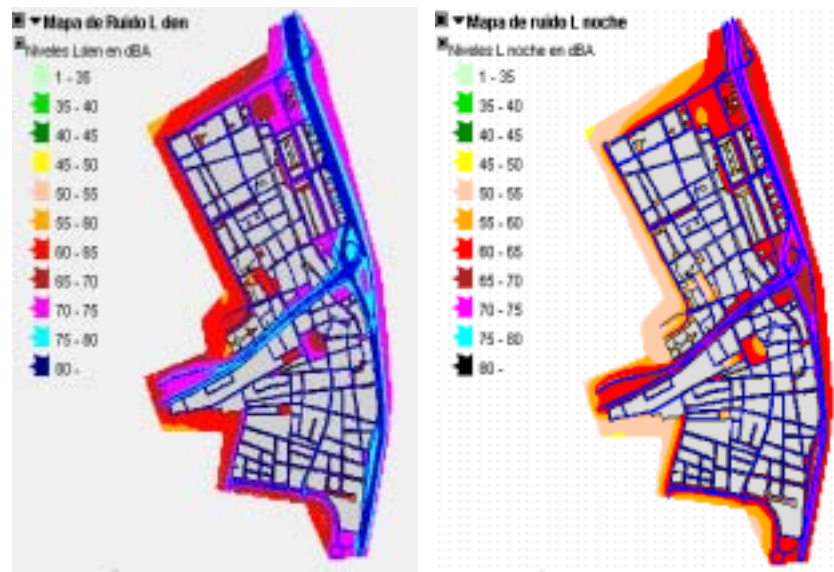 Mapa de Ruido L den
Niveles Lden en dBA
1 - 35
35 - 40
40 - 45
45 - 50
50 - 55
55 - 60
60 - 65
65 - 70
70 - 75
75 - 80
80 -
Mapa de ruido L noche
Niveles L noche en dBA
1 - 35
35 - 40
40 - 45
45 - 50
50 - 55
55 - 60
60 - 65
65 - 70
70 - 75
75 - 80
80 -